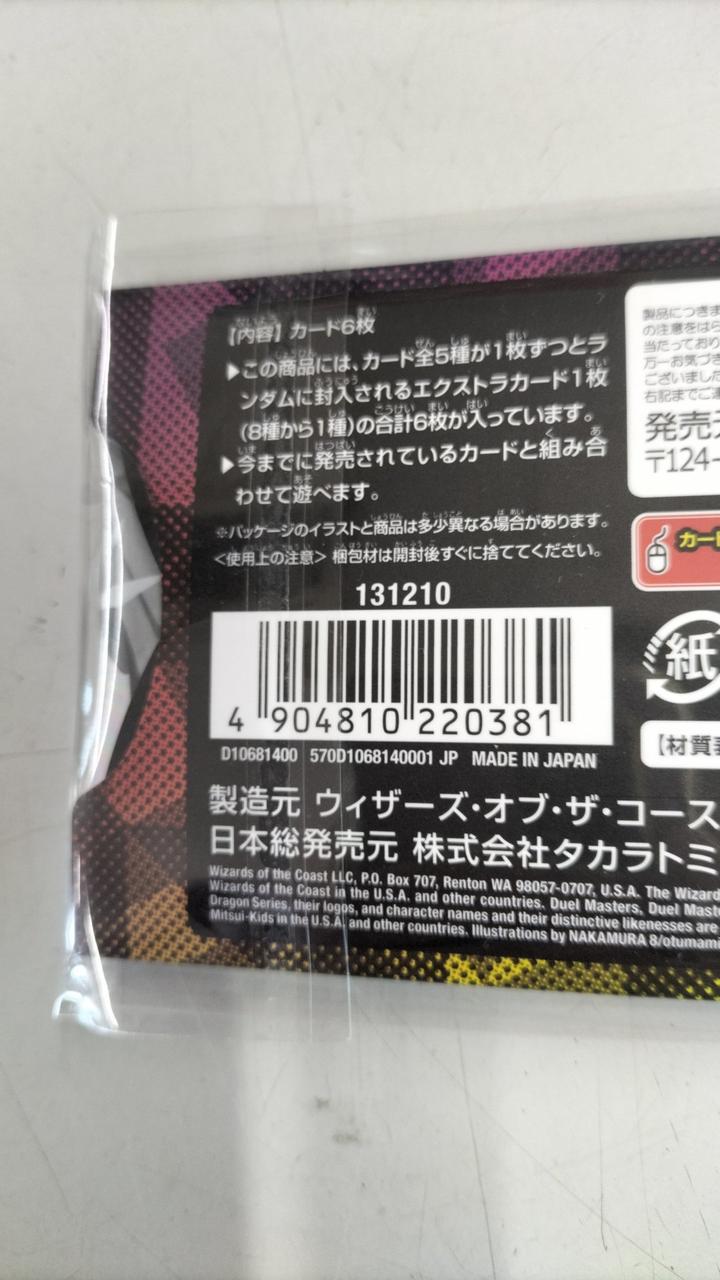 【内容】カード6枚
▶この商品には、カード全5種が1枚ずつとラ
ンダムに封入されるエクストラカード1枚
(8種から1種)の合計6枚が入っています。
▶今までに発売されているカードと組み合
わせて遊べます。
※パッケージのイラストと商品は多少異なる場合があります。
<使用上の注意> 梱包材は開封後すぐに捨ててください。
131210
4 904810 220381
D10681400 570D1068140001 JP MADE IN JAPAN
製造元 ウィザーズ・オブ・ザ・コース
日本総発売元 株式会社タカラトミ
Wizards of the Coast LLC, P.O. Box 707, Renton WA 98057-0707, U.S.A. The Wizard
Wizards of the Coast in the U.S.A. and other countries. Duel Masters, Duel Mast
Dragon Series, their logos, and character names and their distinctive likenesses are
Mitsui-Kids in the U.S.A. and other countries. Illustrations by NAKAMURA 8/otumami
製品につきま
の注意をはら
当たっており
万一お気づ
ございました
右記までご
発売元
〒124-
カード
紙
【材質